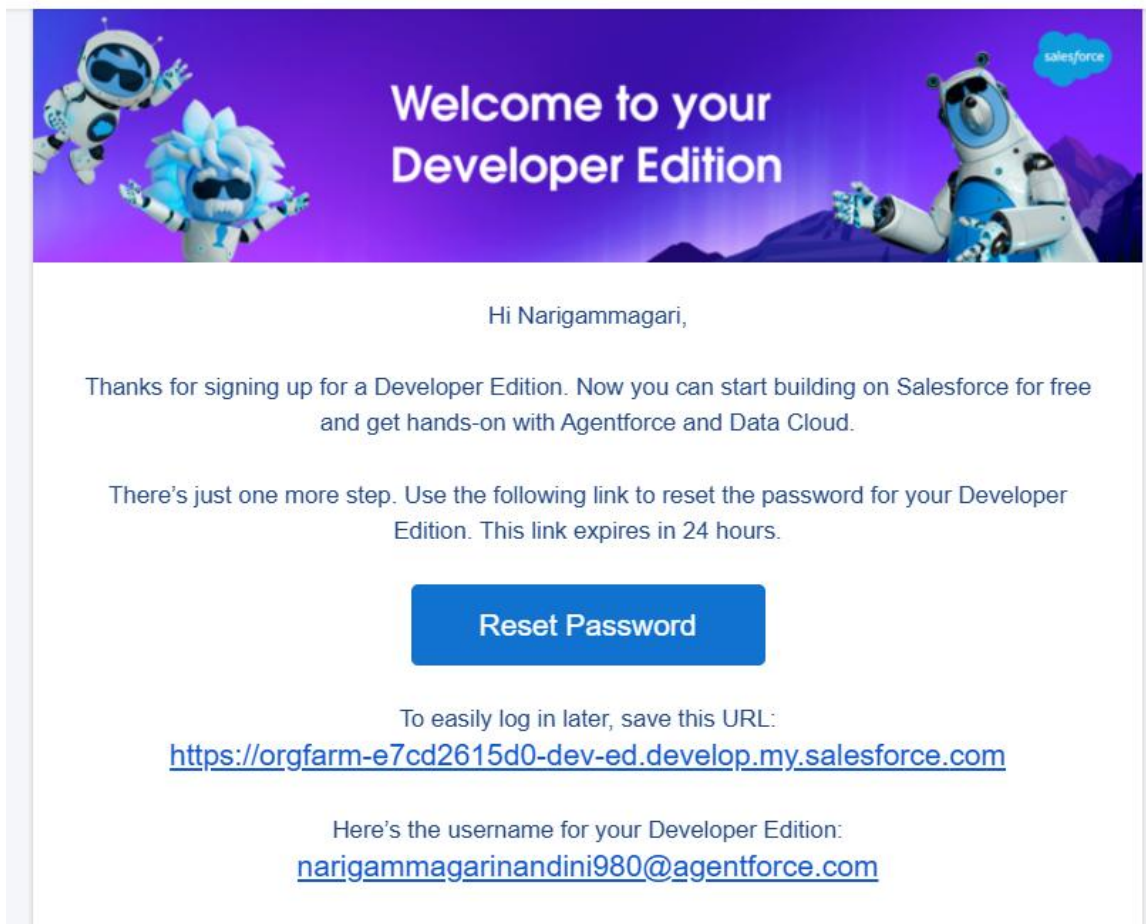 salesforce
Welcome to your
Developer Edition
Hi Narigammagari,
Thanks for signing up for a Developer Edition. Now you can start building on Salesforce for free
and get hands-on with Agentforce and Data Cloud.
There’s just one more step. Use the following link to reset the password for your Developer
Edition. This link expires in 24 hours.
Reset Password
To easily log in later, save this URL:
https://orgfarm-e7cd2615d0-dev-ed.develop.my.salesforce.com
Here’s the username for your Developer Edition:
narigammagarinandini980@agentforce.com